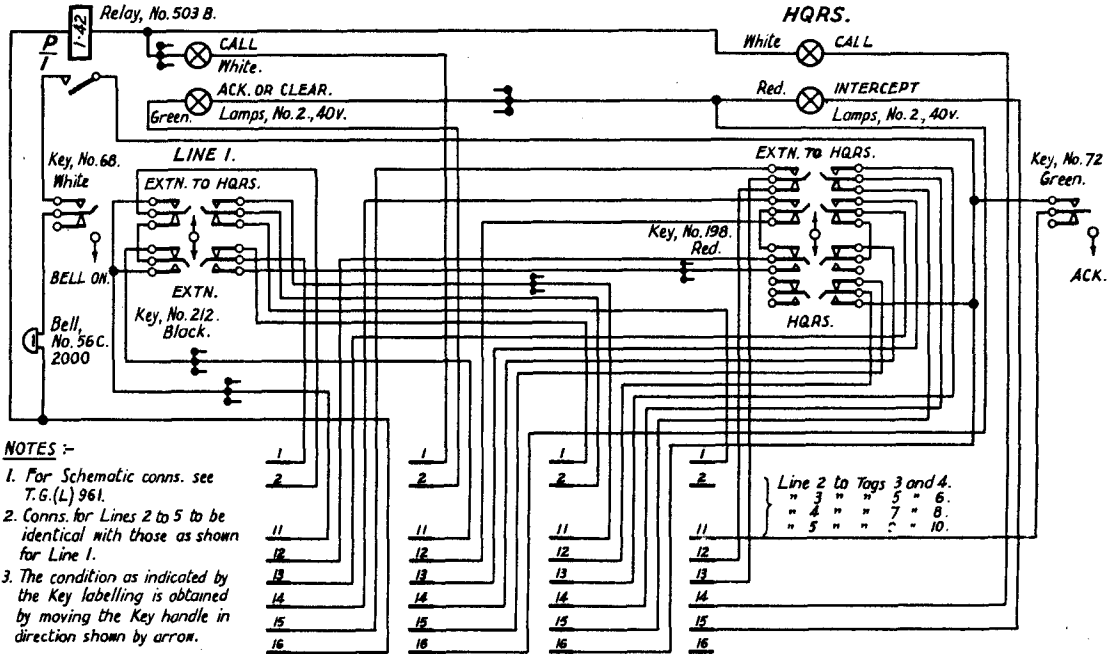 Relay, No. 503 B.
HQRS.
P/1
1·42
CALL
White.
White
CALL
ACK. OR CLEAR.
Green.
Lamps, No. 2., 40v.
Red.
INTERCEPT
Lamps, No. 2., 40v.
Key, No. 68.
White
LINE 1.
EXTN. TO HQRS.
EXTN. TO HQRS.
Key, No. 72
Green.
Key, No. 198.
Red.
BELL ON.
ACK.
EXTN.
Key, No. 212.
Black.
HQRS.
Bell,
No. 56 C.
2000
NOTES :-
1. For Schematic conns. see
T.G.(L) 961.
2. Conns. for Lines 2 to 5 to be
identical with those as shown
for Line 1.
3. The condition as indicated by
the Key labelling is obtained
by moving the Key handle in
direction shown by arrow.
1 1 1 1
2 2 2 2
Line 2 to Tags 3 and 4.
" 3 " " 5 " 6.
" 4 " " 7 " 8.
" 5 " " " 10.
11 11 11 11
12 12 12 12
13 13 13 13
14 14 14 14
15 15 15 15
16 16 16 16